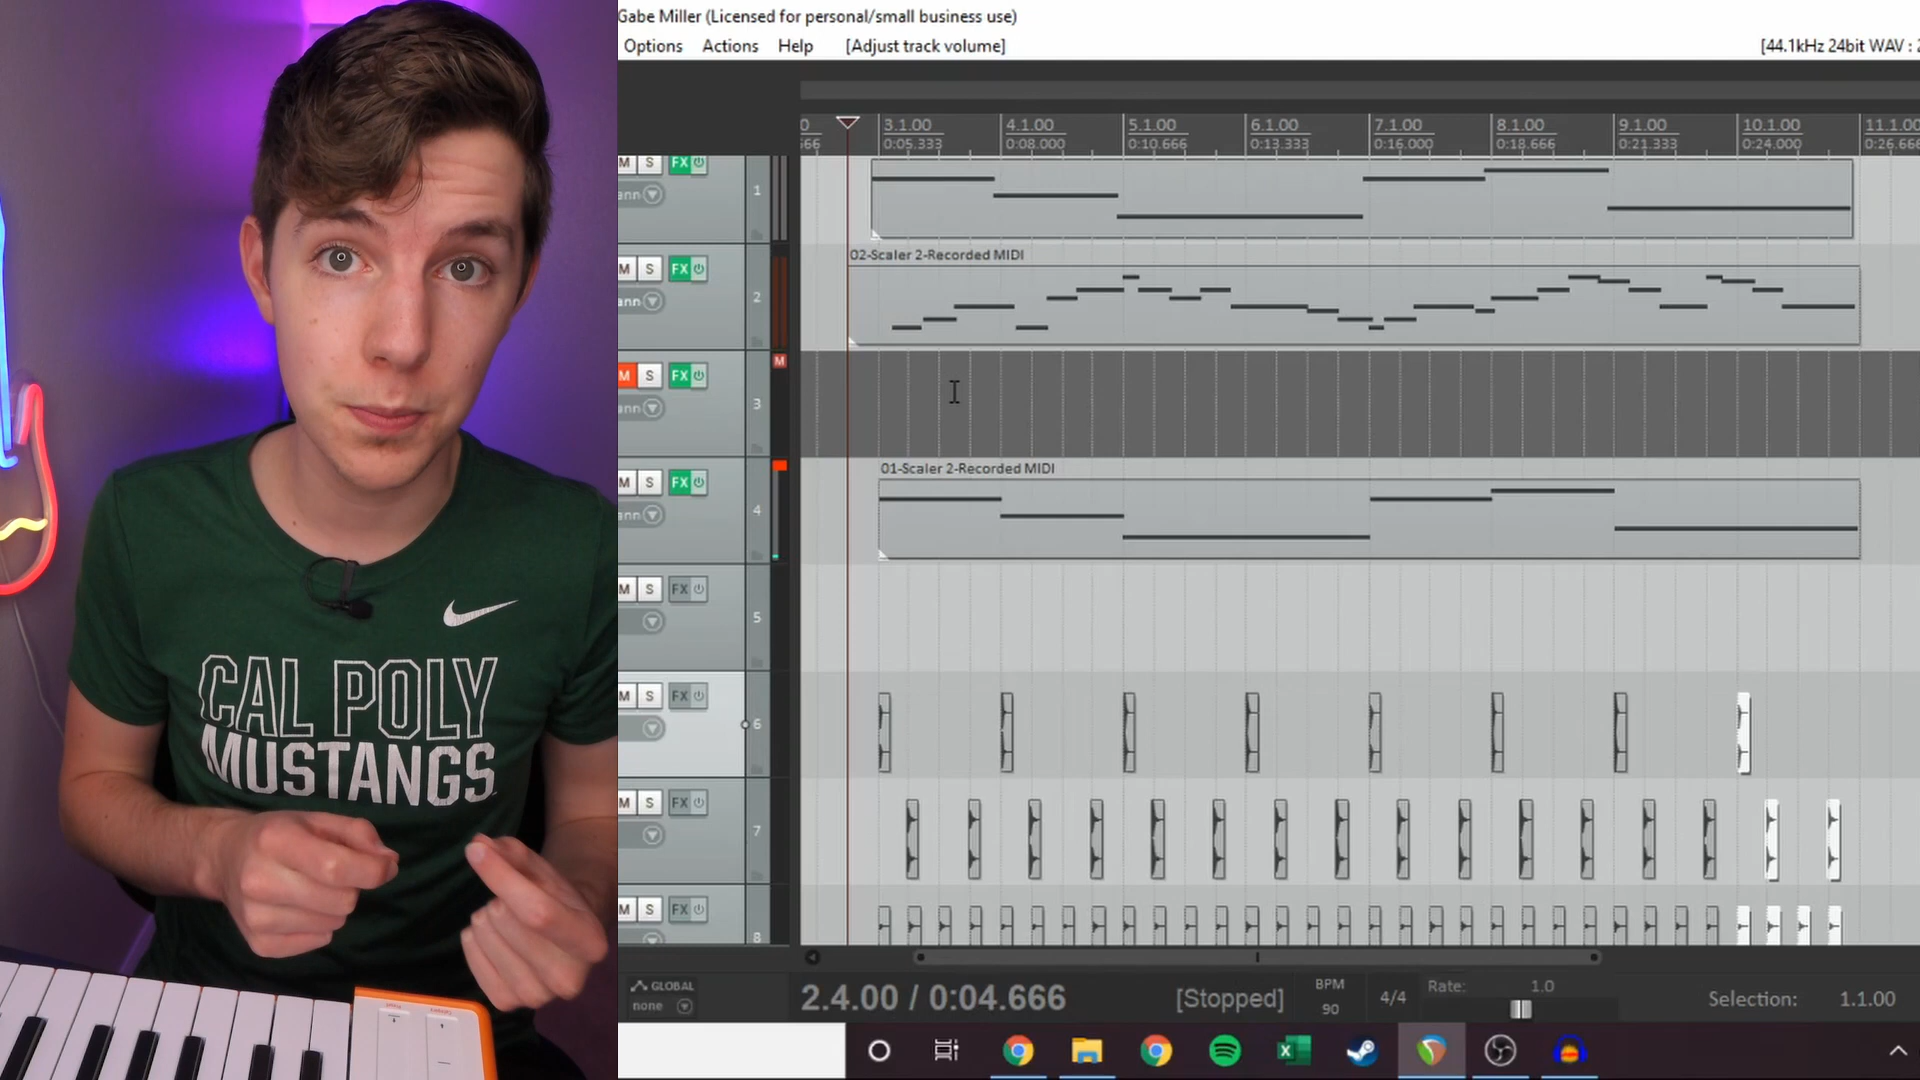 Gabe Miller (Licensed for personal/small business use)
Options Actions Help [Adjust track volume]
[44.1kHz 24bit WAV : 2
3.1.00 4.1.00 5.1.00 6.1.00 7.1.00 8.1.00 9.1.00 10.1.00 11.1.00
0:05.333 0:08.000 0:10.666 0:13.333 0:16.000 0:18.666 0:21.333 0:24.000 0:26.666
M S FX
1
02-Scaler 2-Recorded MIDI
M S FX
2
M
M S FX
3
01-Scaler 2-Recorded MIDI
M S FX
4
M S FX
5
M S FX
6
M S FX
7
M S FX
8
CAL POLY
MUSTANGS
GLOBAL
none
2.4.00 / 0:04.666
[Stopped]
BPM
90
4/4
Rate: 1.0
Selection: 1.1.00